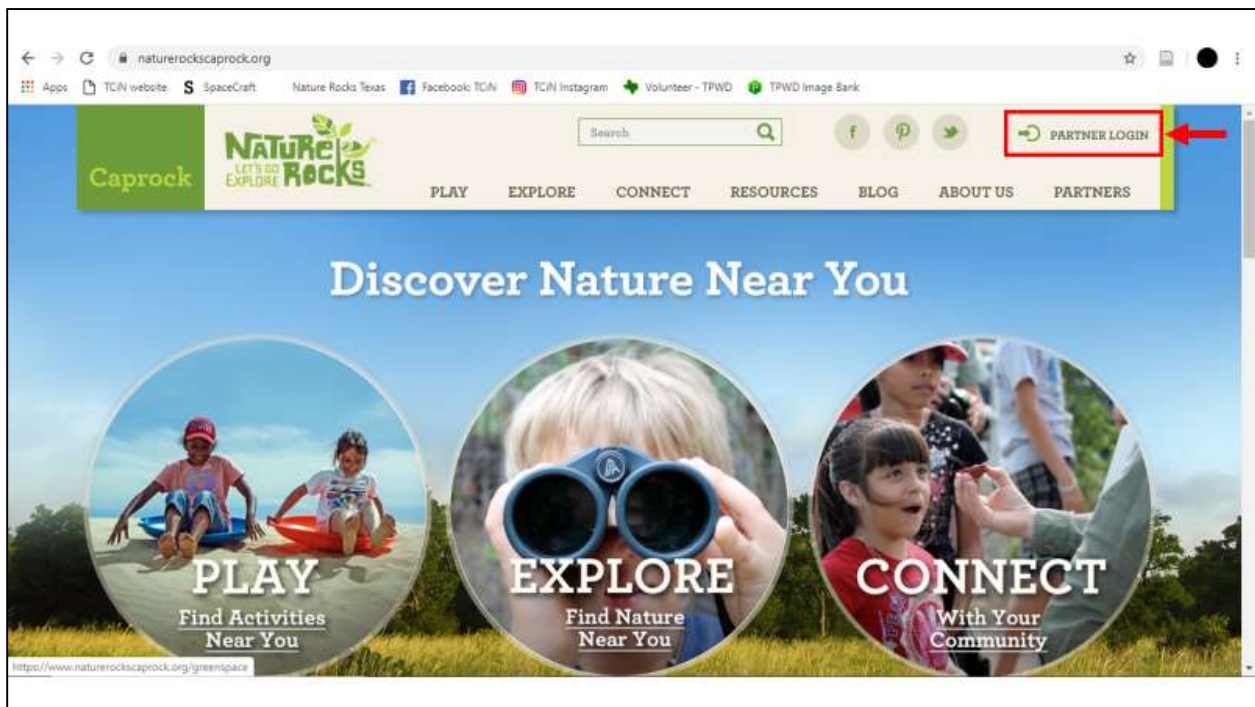 naturerockscaprock.org
Apps TCiN website S SpaceCraft Nature Rocks Texas Facebook: TCiN TCiN Instagram Volunteer - TPWD TPWD Image Bank
Caprock
NATURE ROCKS
LET'S GO EXPLORE
Search
PARTNER LOGIN
PLAY EXPLORE CONNECT RESOURCES BLOG ABOUT US PARTNERS
Discover Nature Near You
PLAY
Find Activities
Near You
EXPLORE
Find Nature
Near You
CONNECT
With Your
Community
https://www.naturerockscaprock.org/greenspace